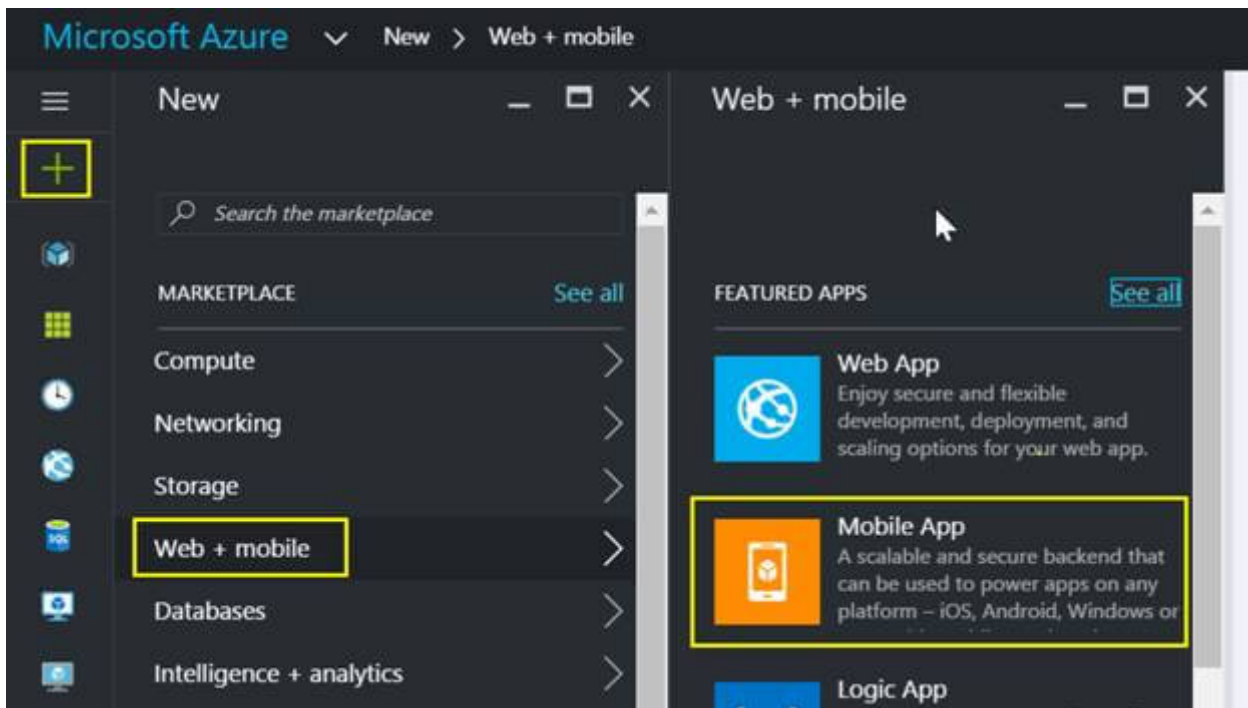 Microsoft Azure New > Web + mobile
New
Search the marketplace
MARKETPLACE See all
Compute
Networking
Storage
Web + mobile
Databases
Intelligence + analytics
Web + mobile
FEATURED APPS See all
Web App
Enjoy secure and flexible
development, deployment, and
scaling options for your web app.
Mobile App
A scalable and secure backend that
can be used to power apps on any
platform – iOS, Android, Windows or
Logic App
SQL